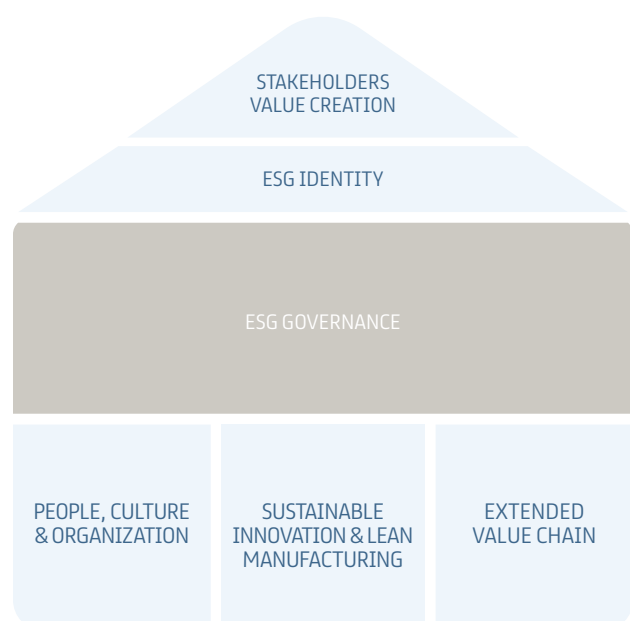 STAKEHOLDERS
VALUE CREATION
ESG IDENTITY
ESG GOVERNANCE
PEOPLE, CULTURE
& ORGANIZATION
SUSTAINABLE
INNOVATION & LEAN
MANUFACTURING
EXTENDED
VALUE CHAIN